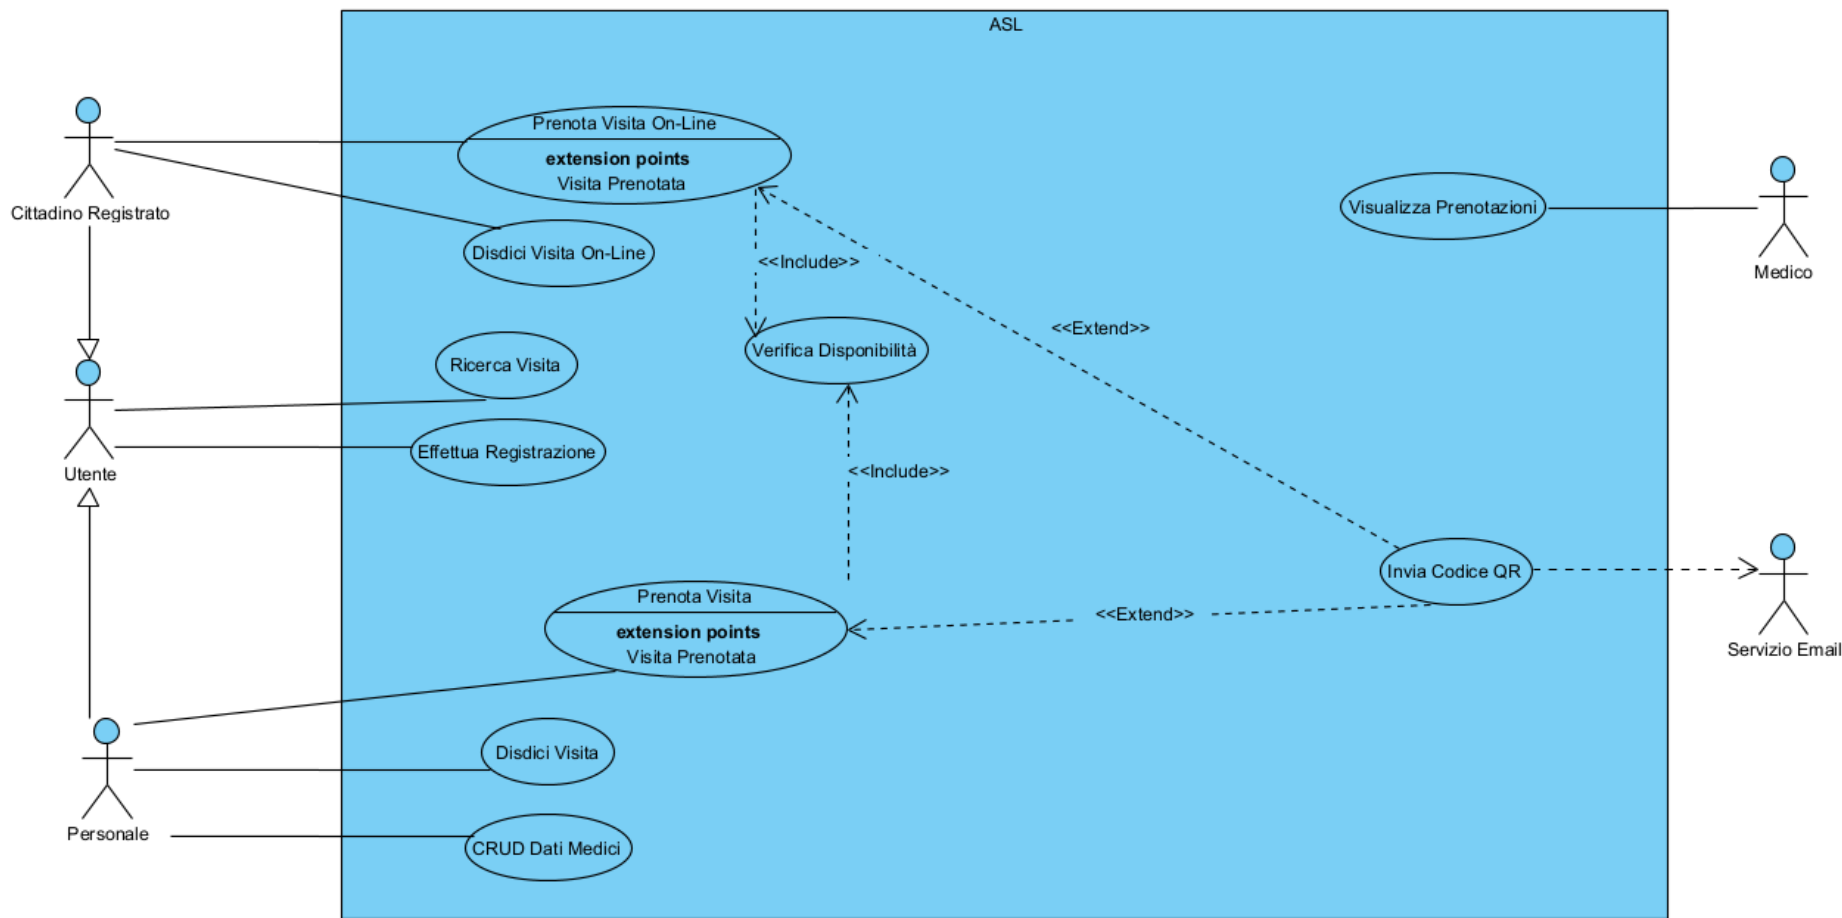 ASL
Prenota Visita On-Line
extension points
Visita Prenotata
Cittadino Registrato
Visualizza Prenotazioni
Disdici Visita On-Line
<<Include>>
Medico
<<Extend>>
Verifica Disponibilità
Ricerca Visita
Effettua Registrazione
Utente
<<Include>>
Invia Codice QR
Prenota Visita
<<Extend>>
extension points
Visita Prenotata
Servizio Email
Disdici Visita
Personale
CRUD Dati Medici